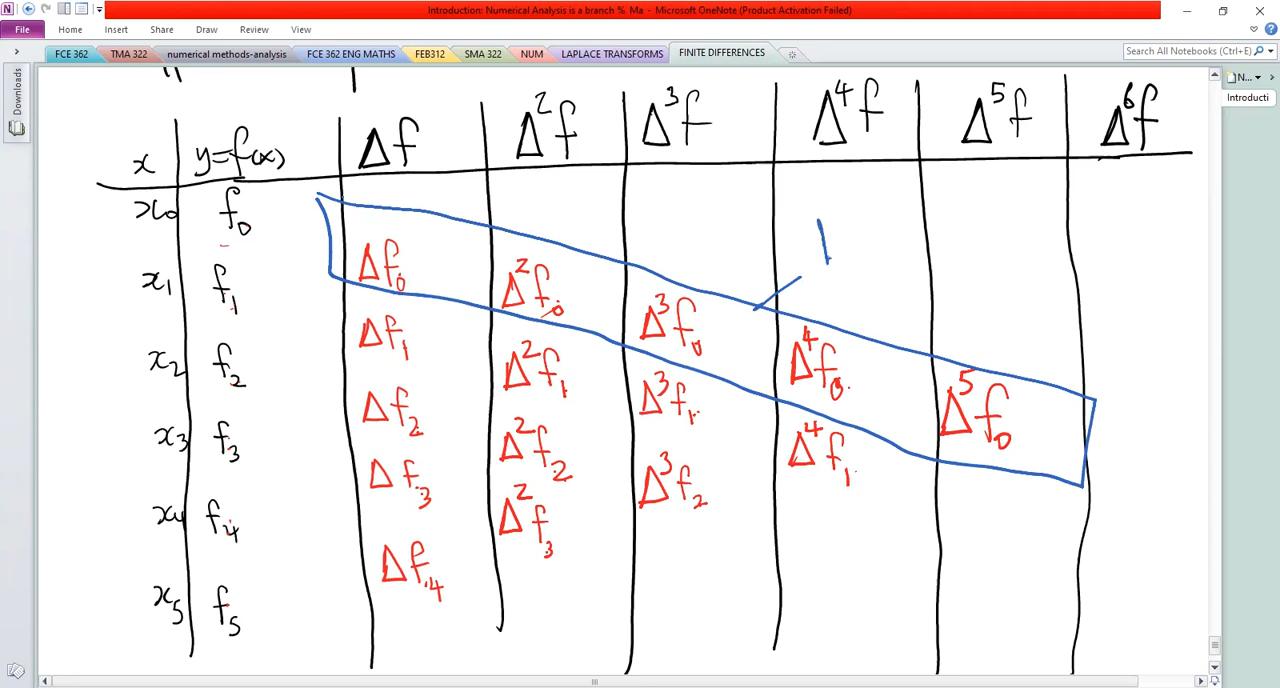 Introduction: Numerical Analysis is a branch %. Ma - Microsoft OneNote (Product Activation Failed)
File Home Insert Share Draw Review View
FCE 362 TMA 322 numerical methods-analysis FCE 362 ENG MATHS FEB312 SMA 322 NUM LAPLACE TRANSFORMS FINITE DIFFERENCES Search All Notebooks (Ctrl+E)
Downloads
N...
Introducti
x y=f(x) Δf Δ²f Δ³f Δ⁴f Δ⁵f Δ⁶f
x₀ f₀
Δf₀
x₁ f₁ Δ²f₀
Δf₁ Δ³f₀
x₂ f₂ Δ²f₁ Δ⁴f₀
Δf₂ Δ³f₁ Δ⁵f₀
x₃ f₃ Δ²f₂ Δ⁴f₁
Δf₃ Δ³f₂
x₄ f₄ Δ²f₃
Δf₄
x₅ f₅